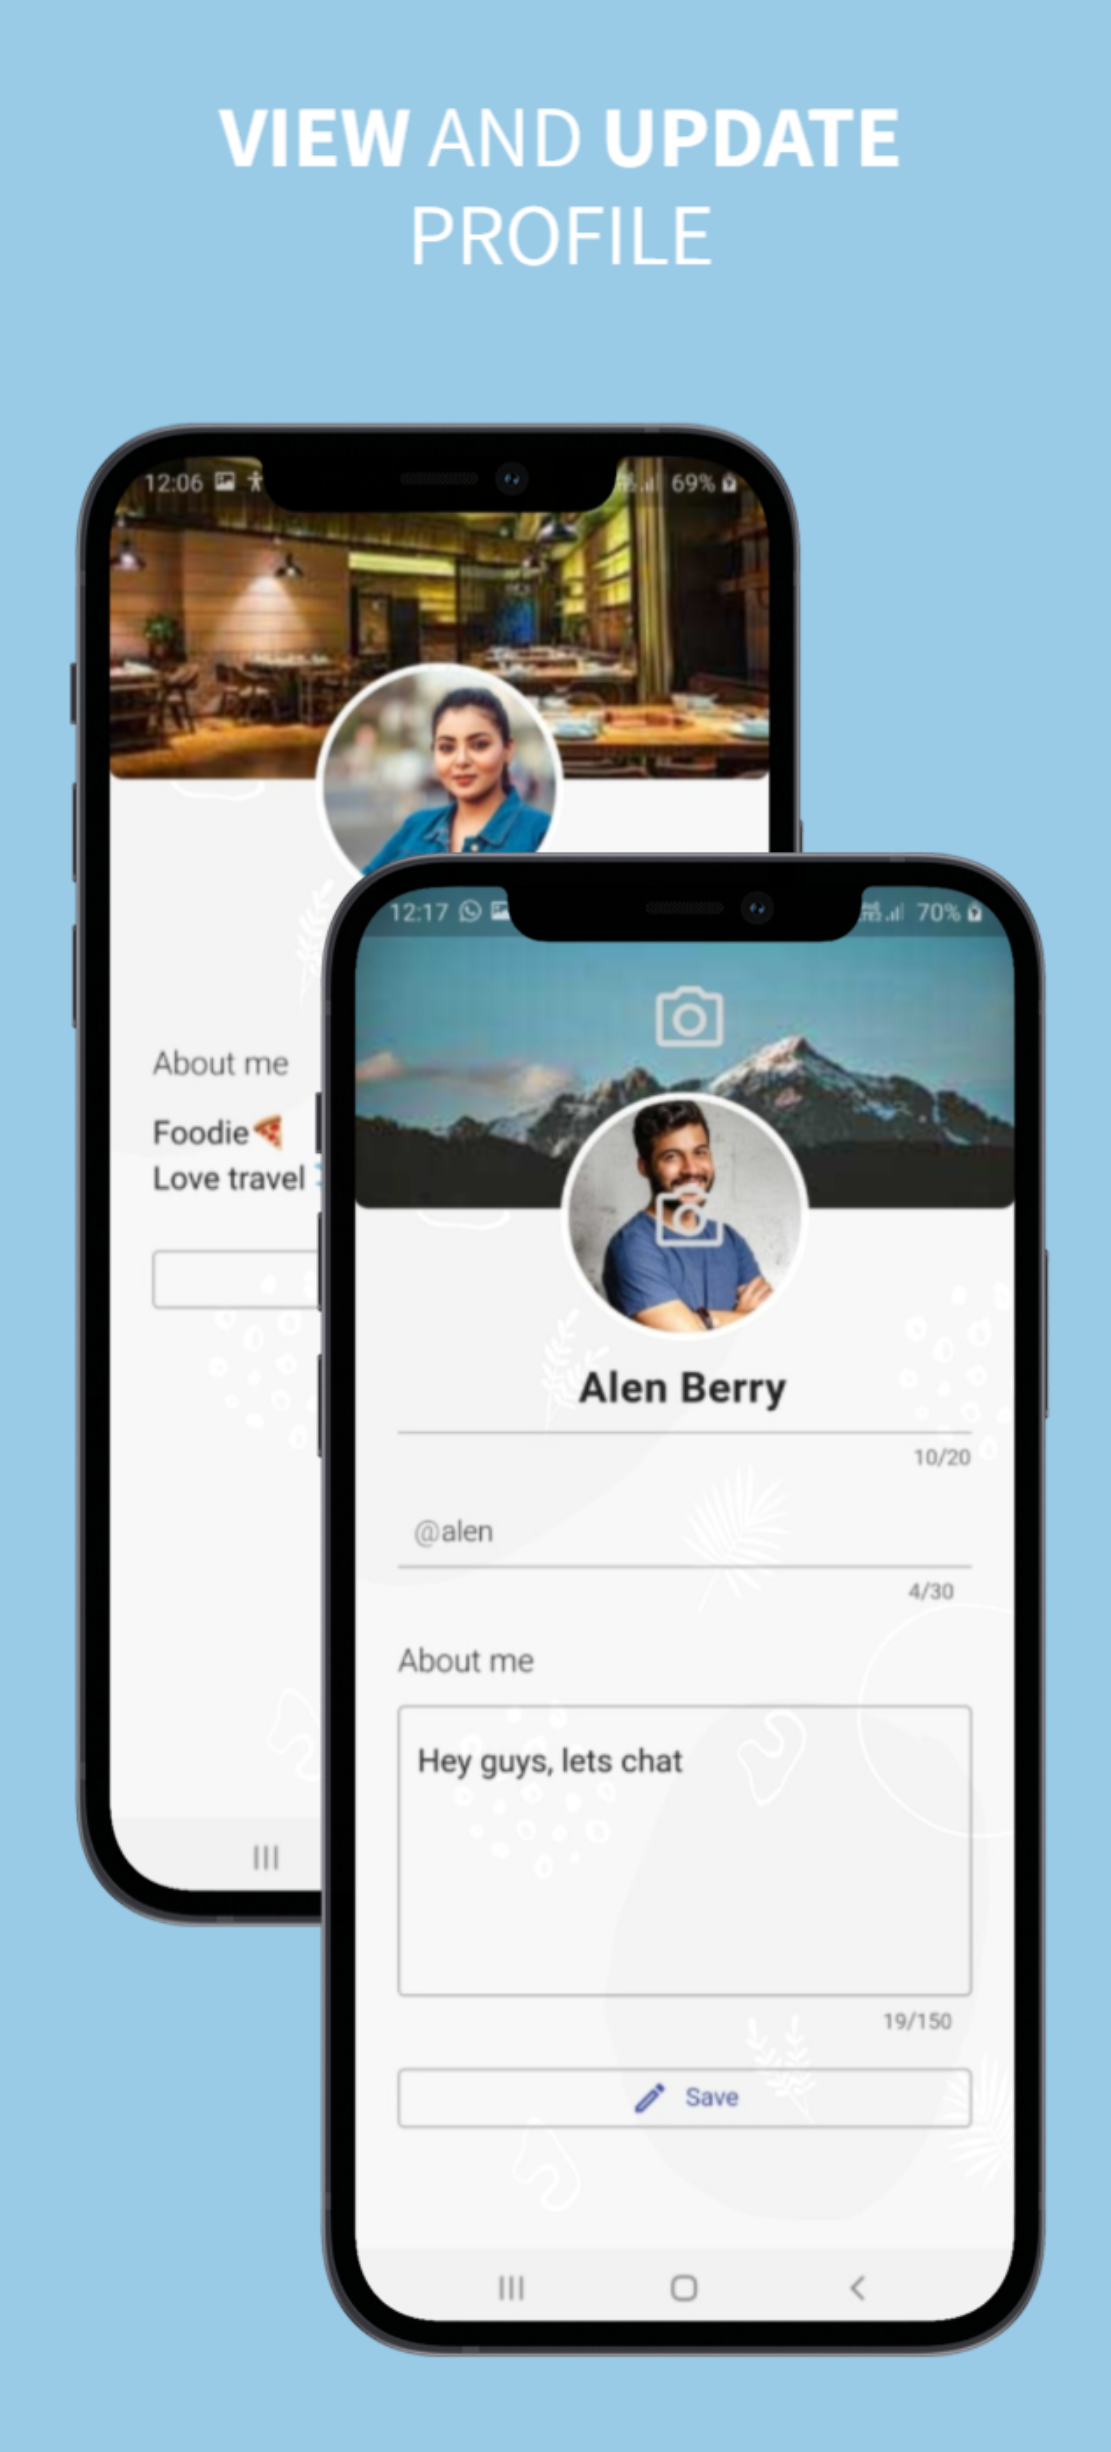 VIEW AND UPDATE
PROFILE
12:06
69%
About me
Foodie🍕
Love travel
12:17
70%
Alen Berry
10/20
@alen
4/30
About me
Hey guys, lets chat
19/150
Save